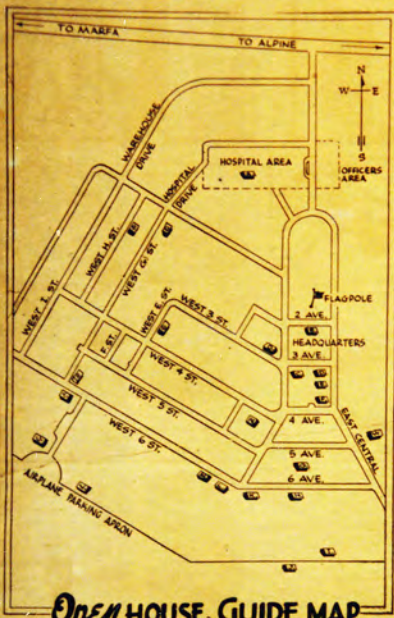 TO MARFA
TO ALPINE
N
W E
S
WAREHOUSE DRIVE
HOSPITAL DRIVE
HOSPITAL AREA
OFFICERS AREA
WEST I. ST.
WEST H. ST.
WEST G. ST.
WEST E. ST.
WEST 3 ST.
FLAGPOLE
2 AVE.
HEADQUARTERS
3 AVE.
F ST.
WEST 4 ST.
WEST 5 ST.
WEST 6 ST.
4 AVE.
EAST CENTRAL
5 AVE.
6 AVE.
AIRPLANE PARKING APRON
OPEN HOUSE, GUIDE MAP